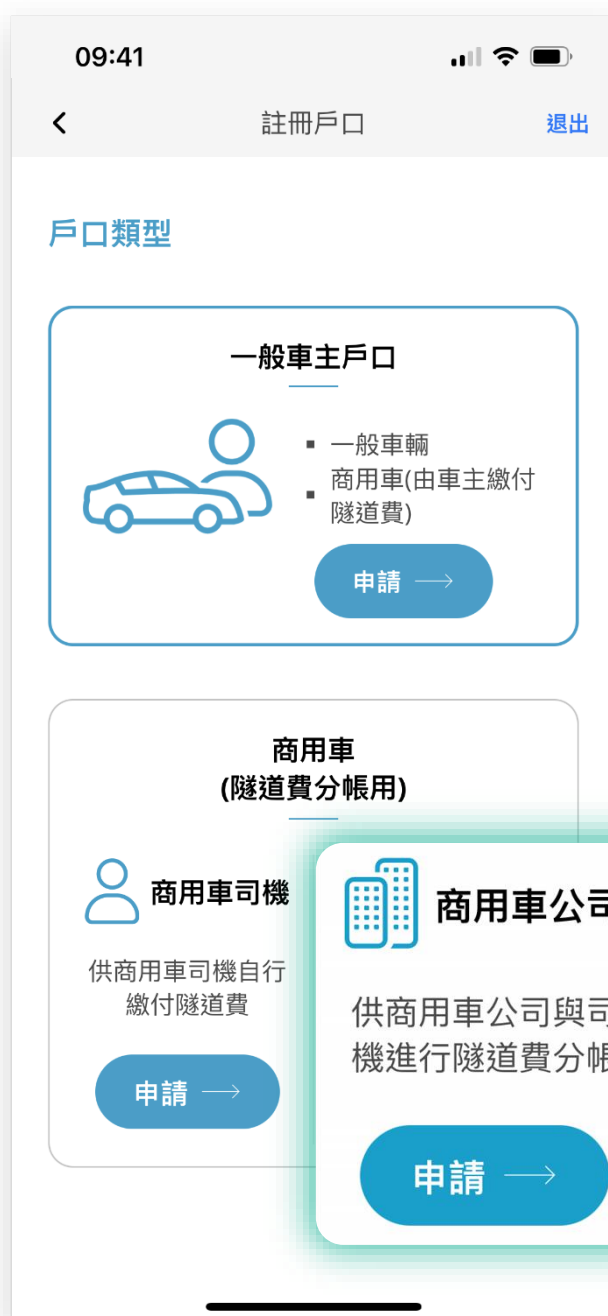 09:41
註冊戶口
退出
戶口類型
一般車主戶口
一般車輛
商用車(由車主繳付
隧道費)
申請
商用車
(隧道費分帳用)
商用車司機
供商用車司機自行
繳付隧道費
申請
商用車公司
供商用車公司與司
機進行隧道費分帳
申請